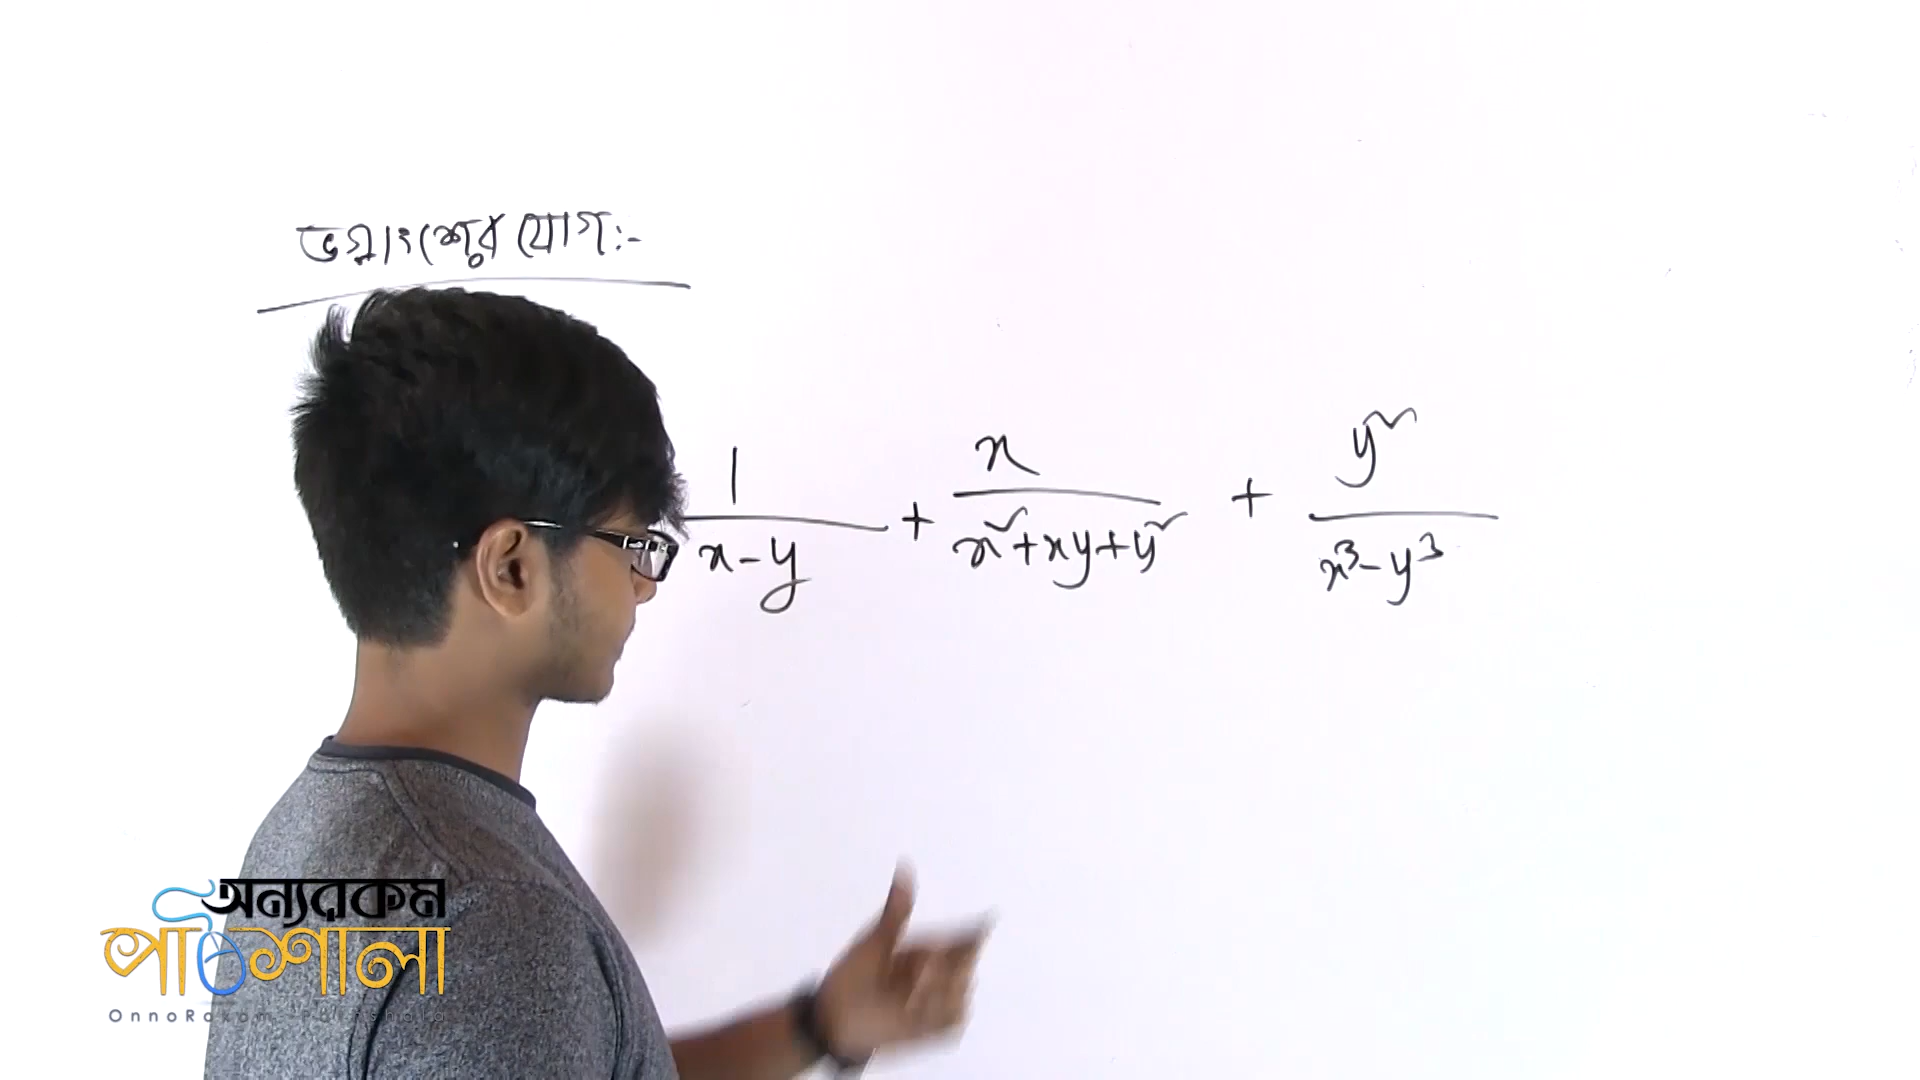 ভগ্নাংশের যোগ:-
1/(x-y) + x/(x²+xy+y²) + y²/(x³-y³)
অন্যরকম
পাঠশালা
OnnoRokom Pathshala